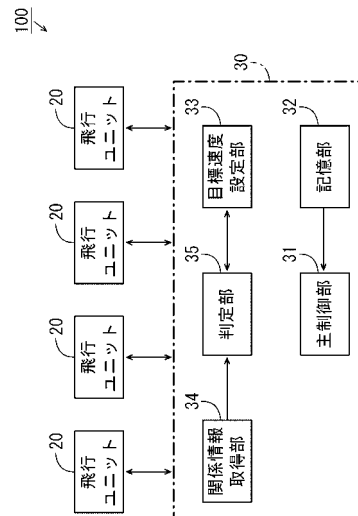 100
20
飛行
ユニット
20
飛行
ユニット
20
飛行
ユニット
20
飛行
ユニット
30
34
関係情報
取得部
35
判定部
33
目標速度
設定部
31
主制御部
32
記憶部